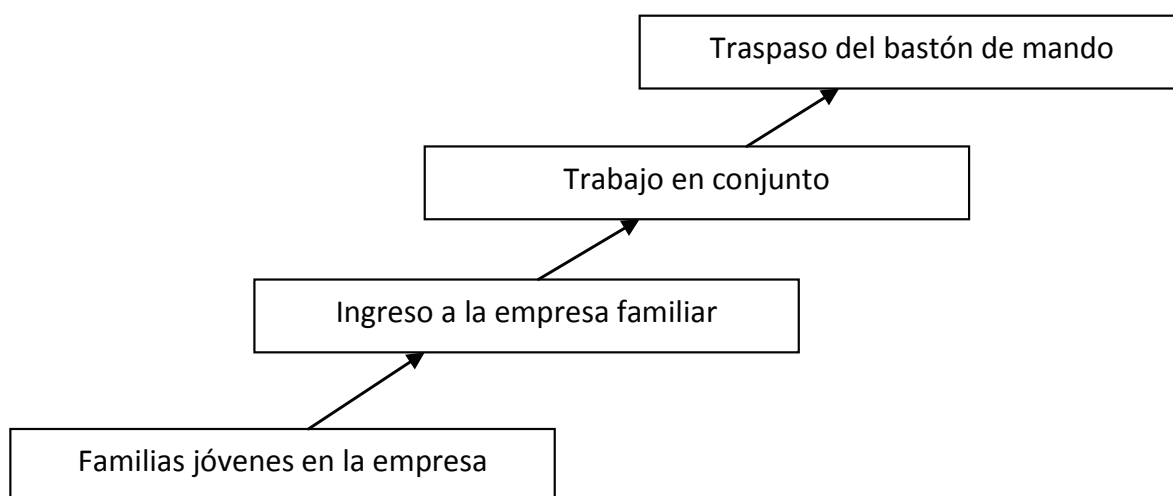 Traspaso del bastón de mando
Trabajo en conjunto
Ingreso a la empresa familiar
Familias jóvenes en la empresa